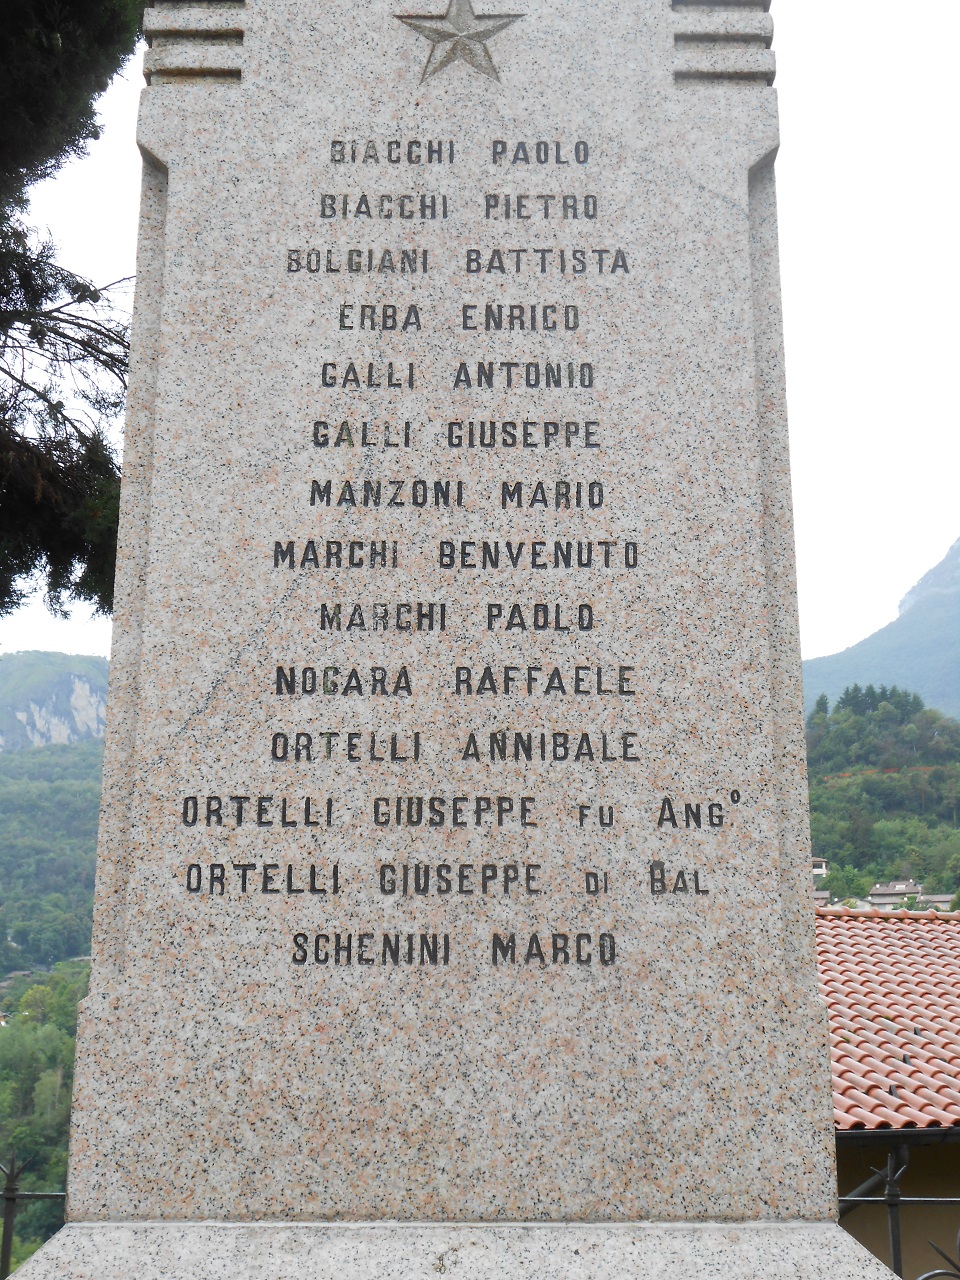 BIACCHI PAOLO
BIACCHI PIETRO
BOLGIANI BATTISTA
ERBA ENRICO
GALLI ANTONIO
GALLI GIUSEPPE
MANZONI MARIO
MARCHI BENVENUTO
MARCHI PAOLO
NOGARA RAFFAELE
ORTELLI ANNIBALE
ORTELLI GIUSEPPE FU ANGº
ORTELLI GIUSEPPE DI BAL
SCHENINI MARCO